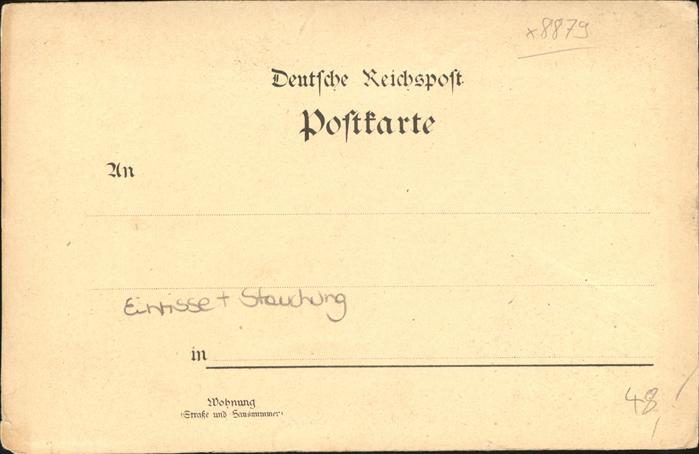 x8879
Deutsche Reichspost
Postkarte
An
Einrisse + Stauchung
in
Wohnung
(Straße und Hausnummer)
48,